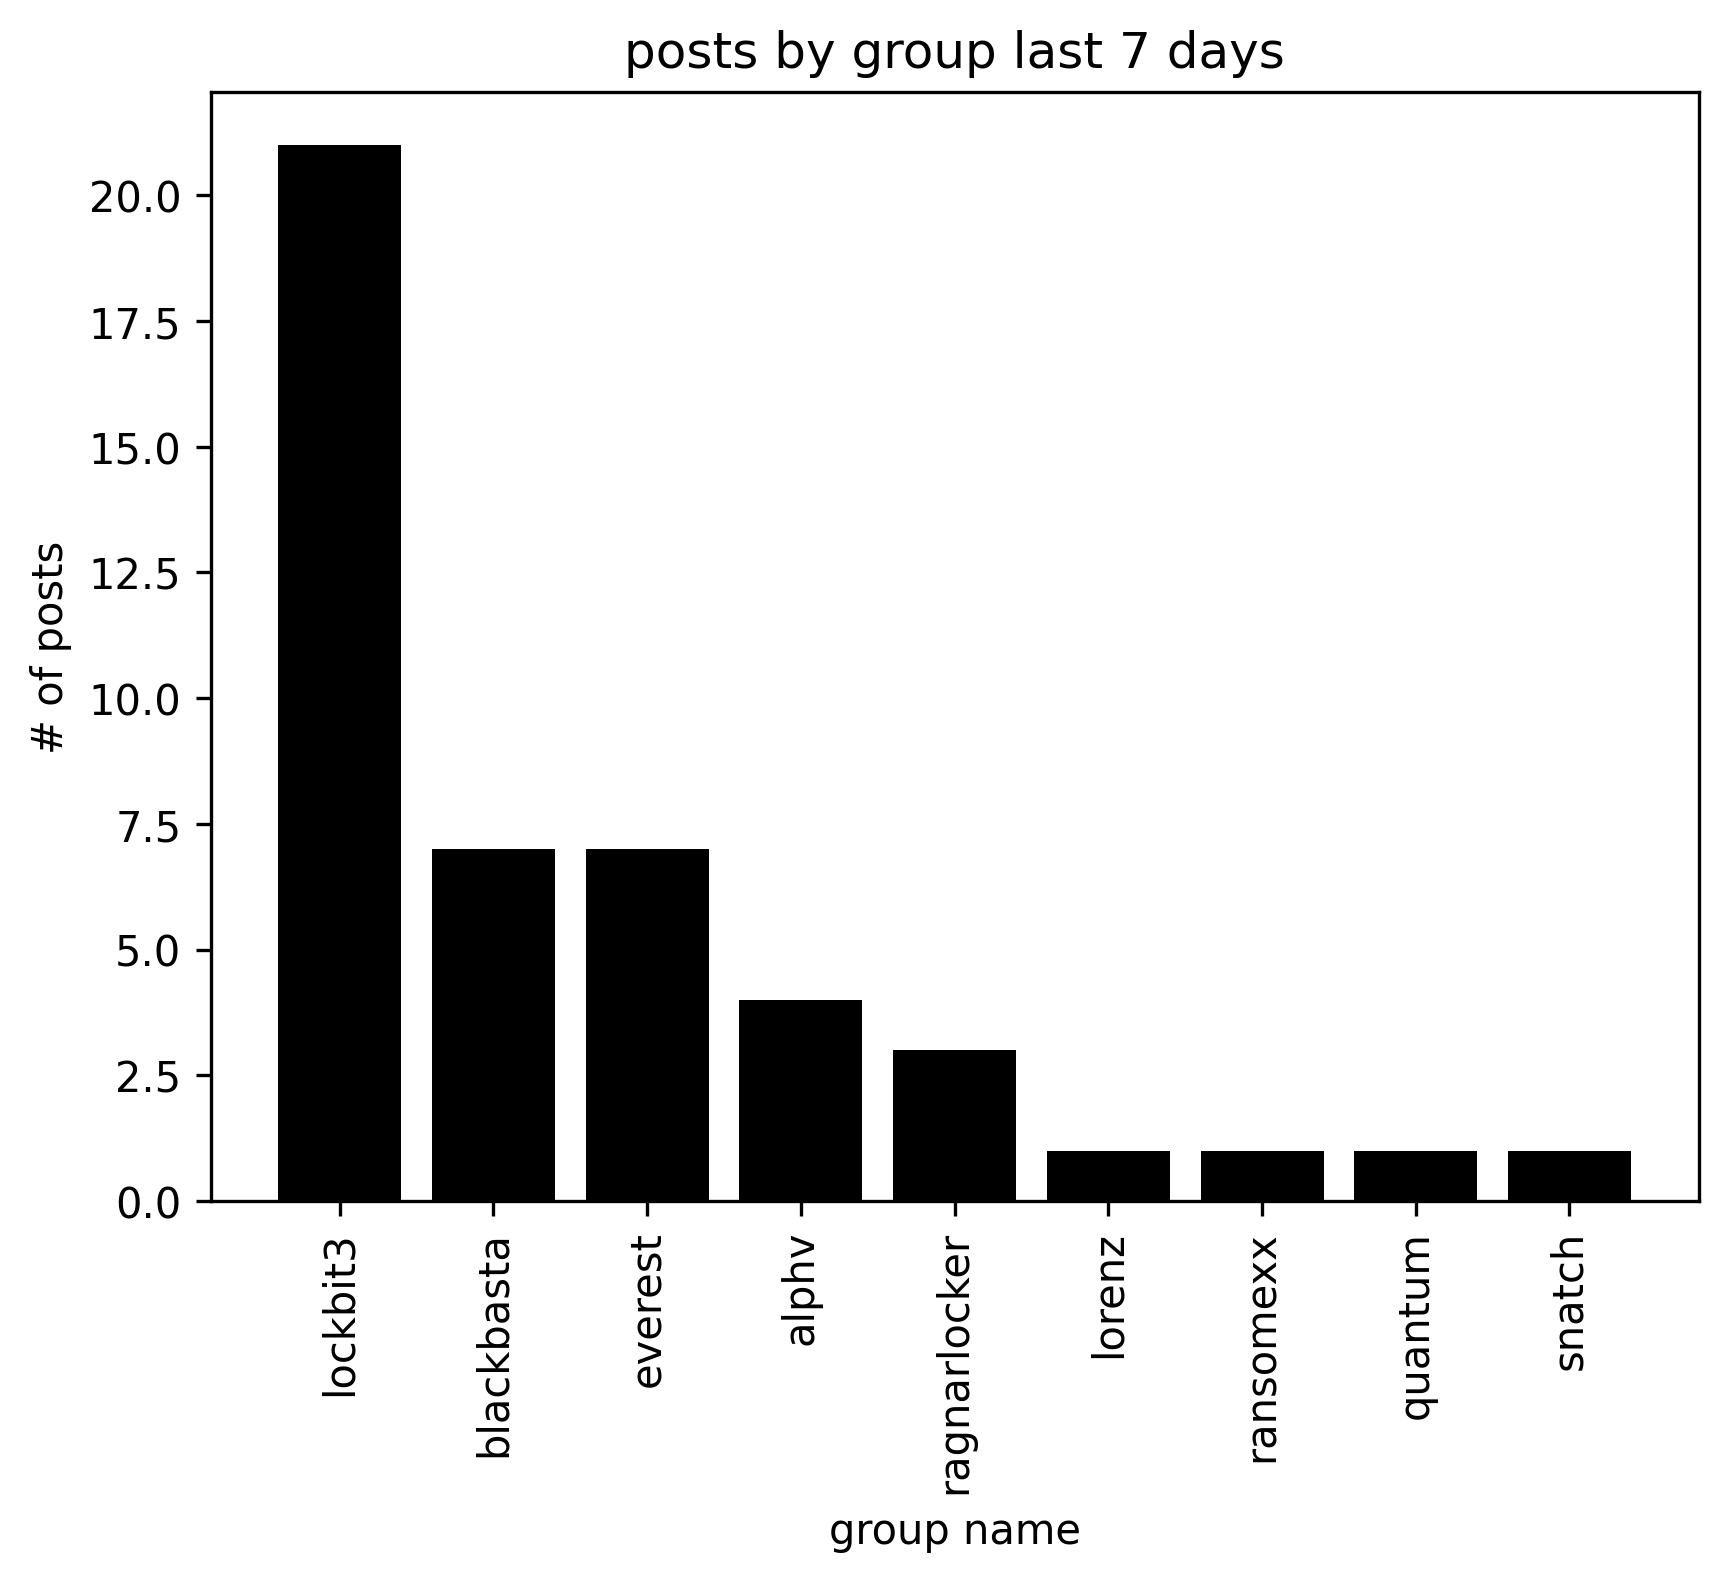 posts by group last 7 days
# of posts
20.0
17.5
15.0
12.5
10.0
7.5
5.0
2.5
0.0
lockbit3
blackbasta
everest
alphv
ragnarlocker
lorenz
ransomexx
quantum
snatch
group name